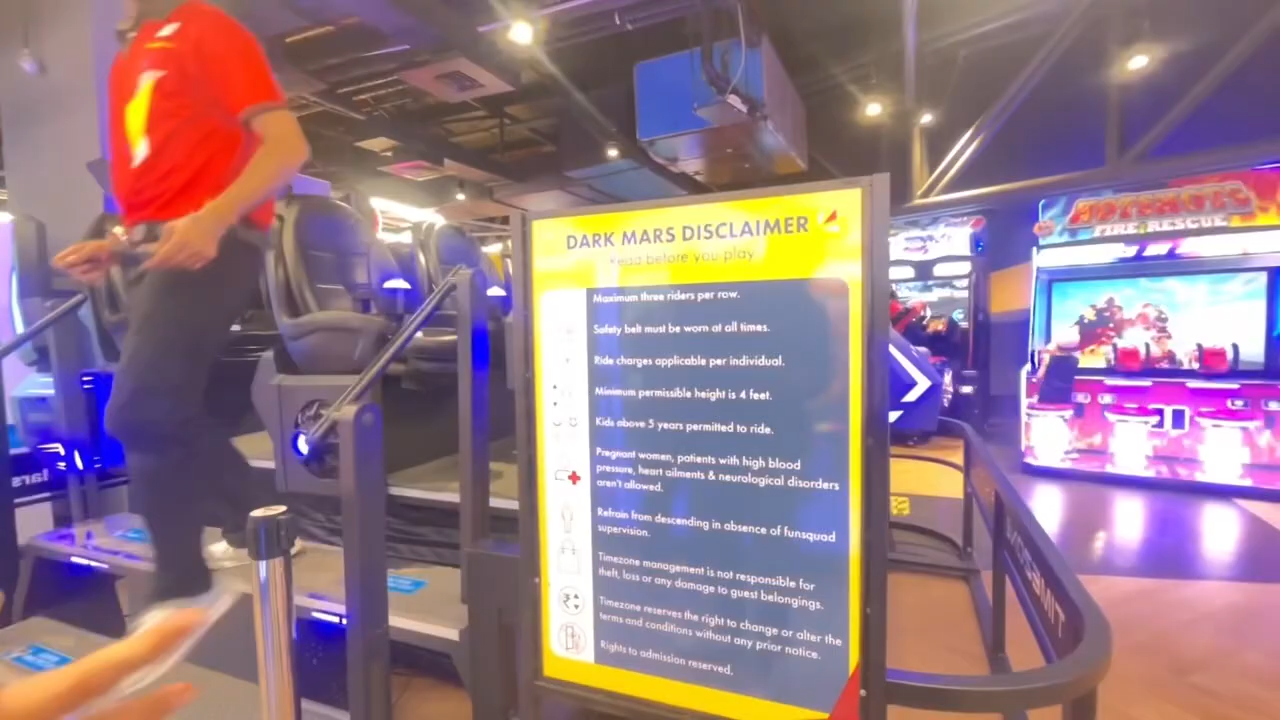 DARK MARS DISCLAIMER
Read before you play
Maximum three riders per row.
Safety belt must be worn at all times.
Ride charges applicable per individual.
Minimum permissible height is 4 feet.
Kids above 5 years permitted to ride.
Pregnant women, patients with high blood
pressure, heart ailments & neurological disorders
aren't allowed.
Refrain from descending in absence of funsquad
supervision.
Timezone management is not responsible for
theft, loss or any damage to guest belongings.
Timezone reserves the right to change or alter the
terms and conditions without any prior notice.
Rights to admission reserved.
FIRE RESCUE